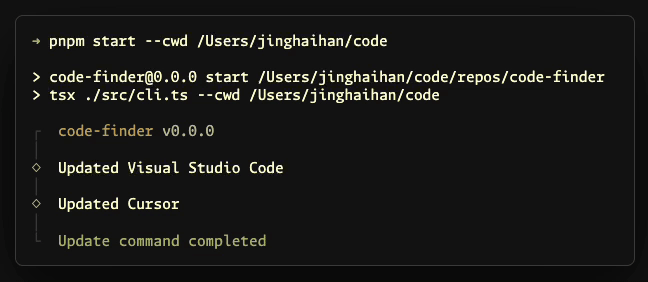 → pnpm start --cwd /Users/jinghaihan/code
> code-finder@0.0.0 start /Users/jinghaihan/code/repos/code-finder
> tsx ./src/cli.ts --cwd /Users/jinghaihan/code
code-finder v0.0.0
Updated Visual Studio Code
Updated Cursor
Update command completed